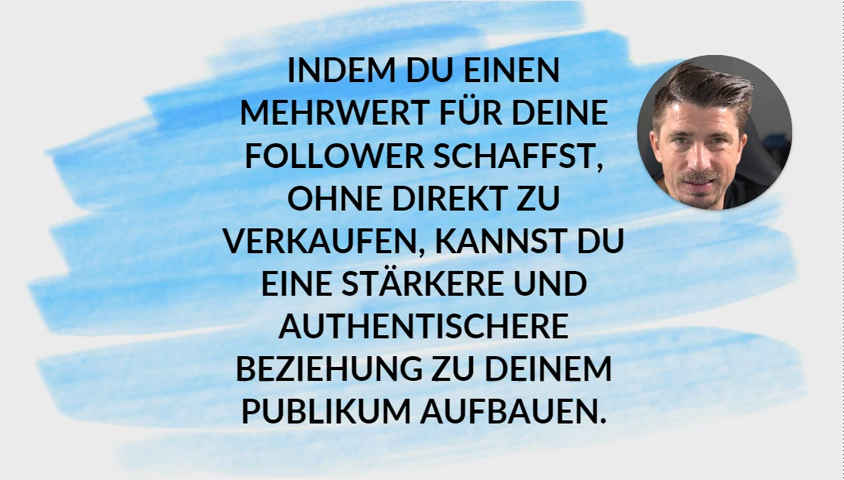 INDEM DU EINEN
MEHRWERT FÜR DEINE
FOLLOWER SCHAFFST,
OHNE DIREKT ZU
VERKAUFEN, KANNST DU
EINE STÄRKERE UND
AUTHENTISCHERE
BEZIEHUNG ZU DEINEM
PUBLIKUM AUFBAUEN.